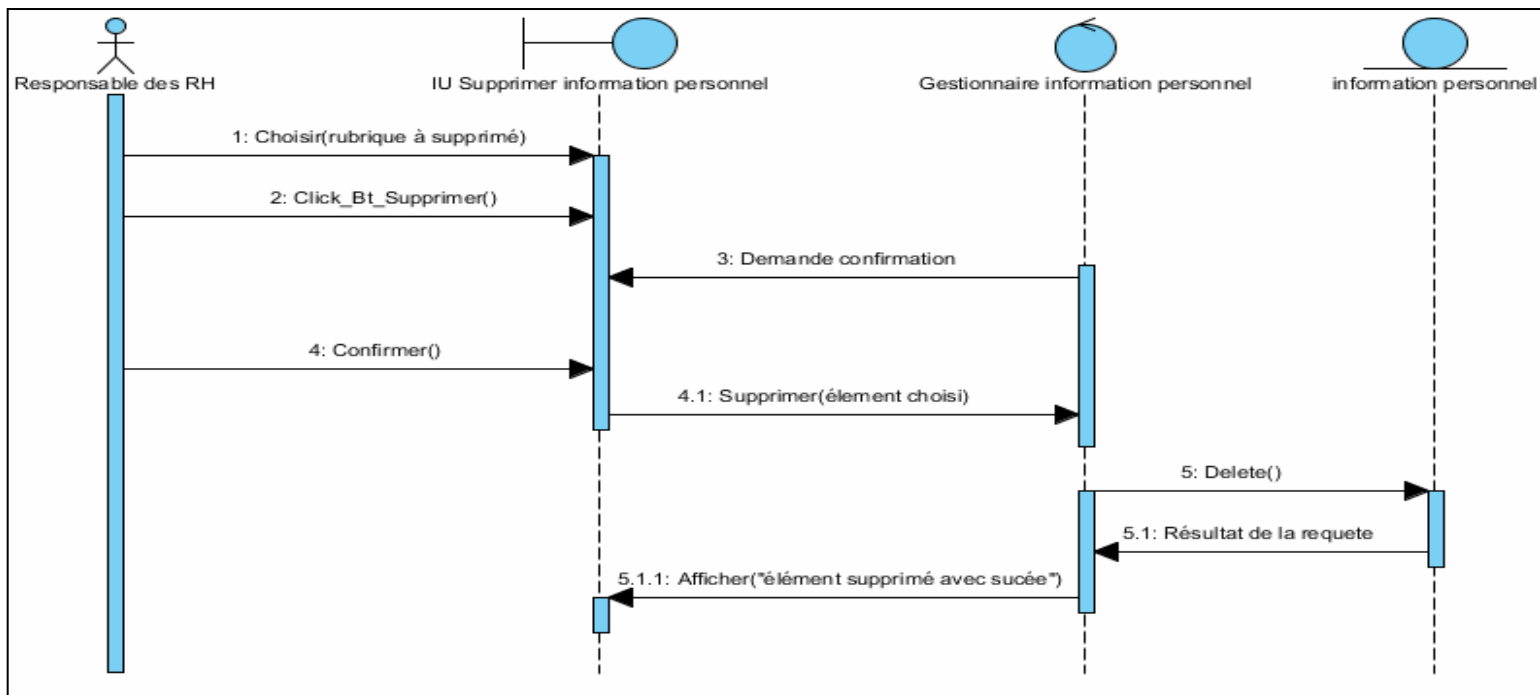 Responsable des RH
IU Supprimer information personnel
Gestionnaire information personnel
information personnel
1: Choisir(rubrique à supprimé)
2: Click_Bt_Supprimer()
3: Demande confirmation
4: Confirmer()
4.1: Supprimer(élement choisi)
5: Delete()
5.1: Résultat de la requete
5.1.1: Afficher("élément supprimé avec sucée")